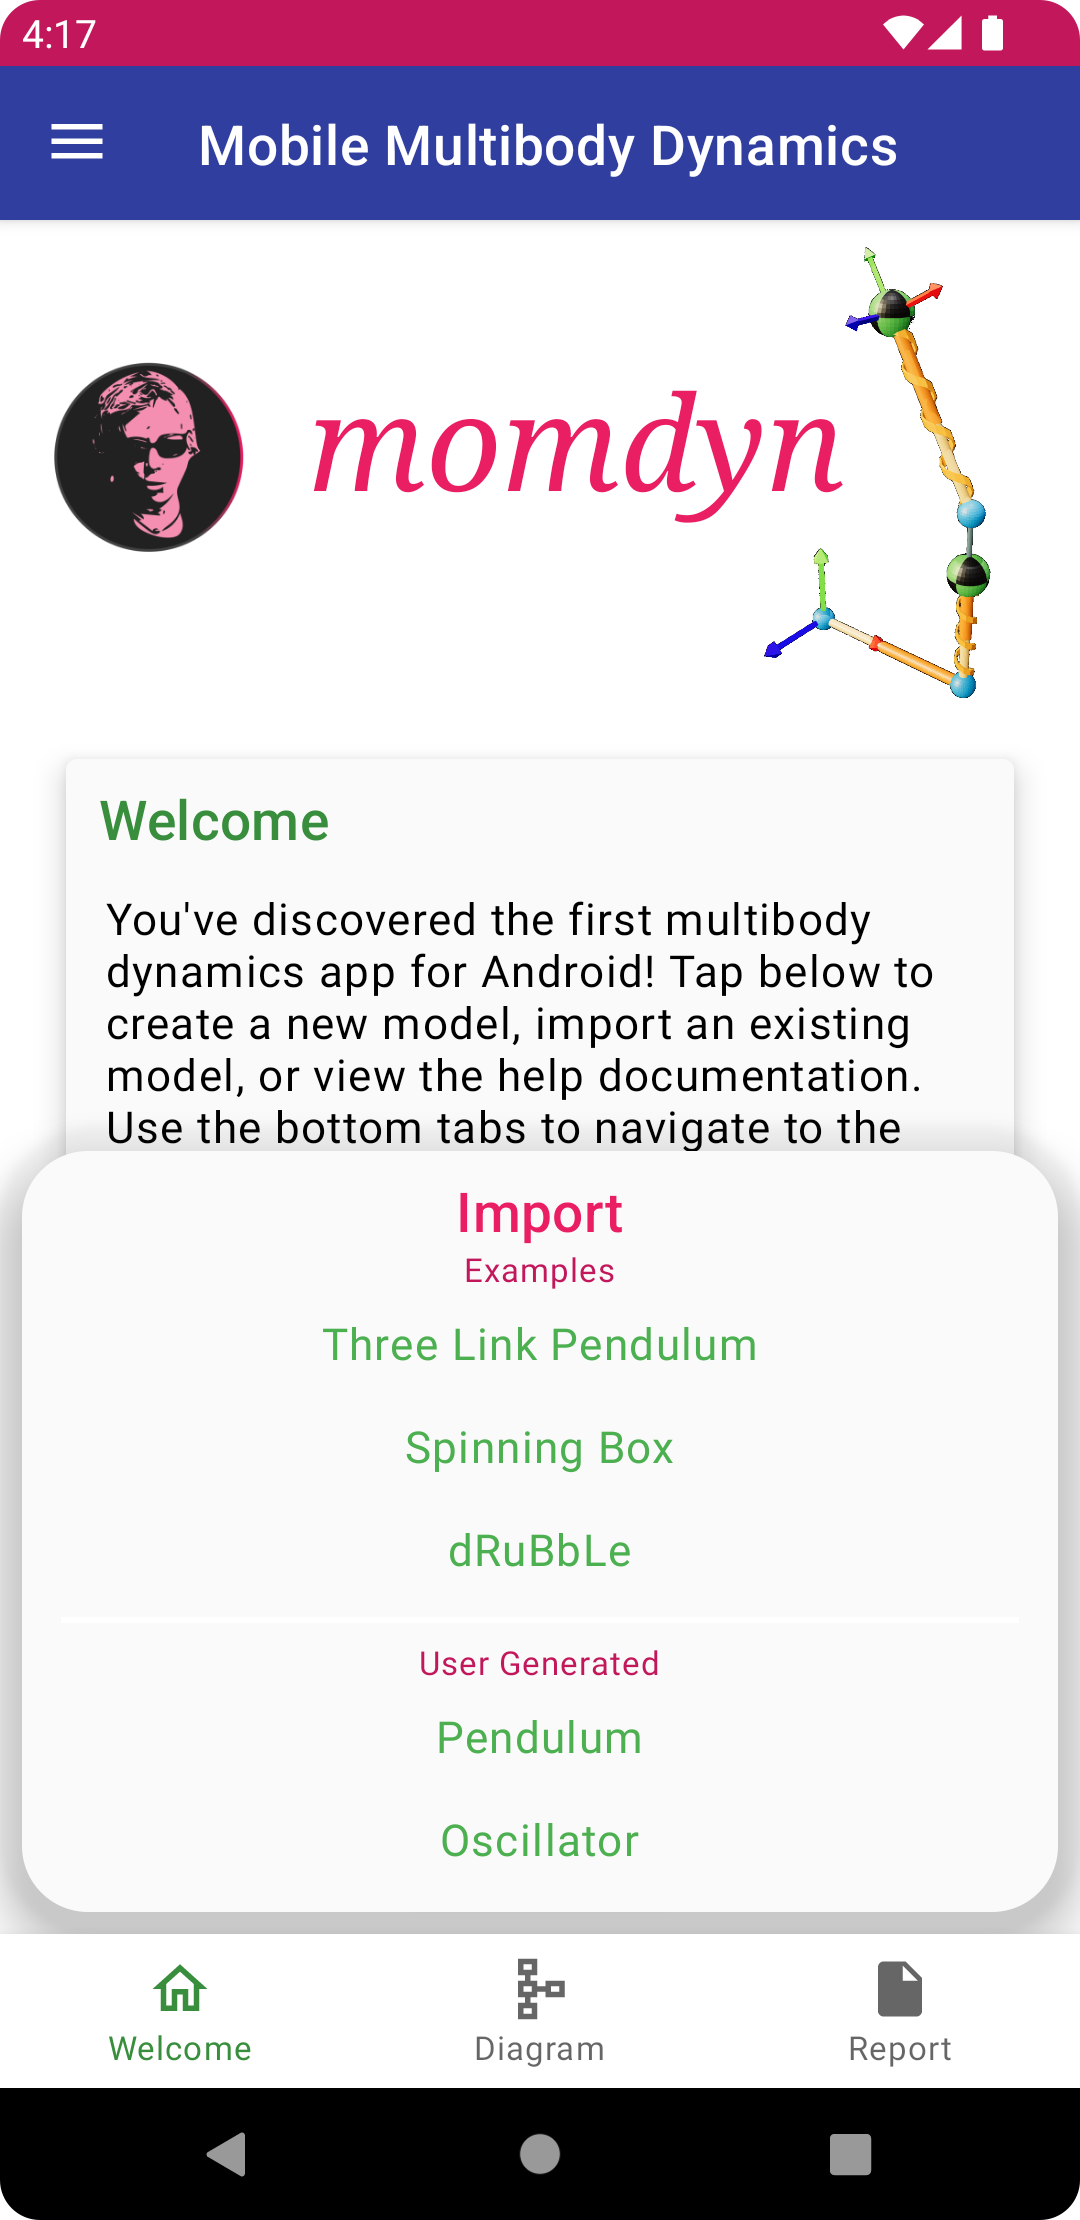 4:17
Mobile Multibody Dynamics
momdyn
Welcome
You've discovered the first multibody
dynamics app for Android! Tap below to
create a new model, import an existing
model, or view the help documentation.
Use the bottom tabs to navigate to the
Import
Examples
Three Link Pendulum
Spinning Box
dRuBbLe
User Generated
Pendulum
Oscillator
Welcome
Diagram
Report